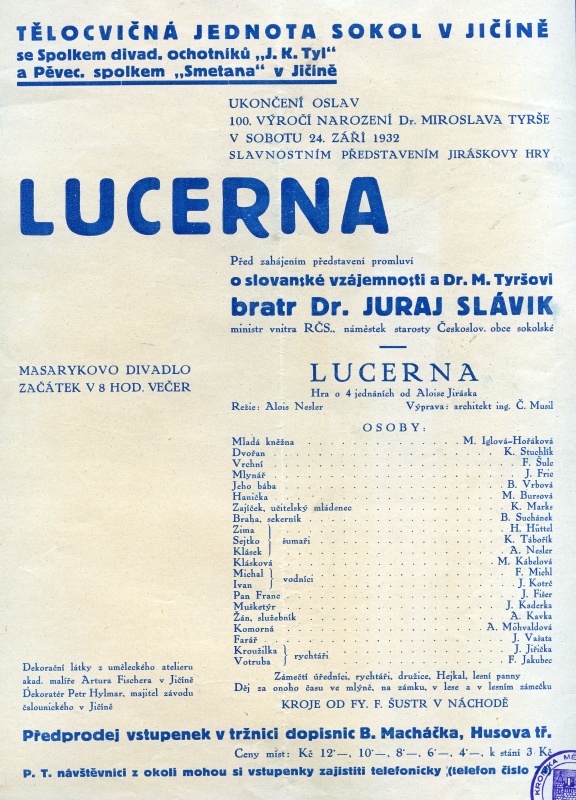 TĚLOCVIČNÁ JEDNOTA SOKOL V JIČÍNĚ
se Spolkem divad. ochotníků „J. K. Tyl"
a Pěvec. spolkem „Smetana" v Jičíně
UKONČENÍ OSLAV
100. VÝROČÍ NAROZENÍ Dr. MIROSLAVA TYRŠE
V SOBOTU 24. ZÁŘÍ 1932
SLAVNOSTNÍM PŘEDSTAVENÍM JIRÁSKOVY HRY
LUCERNA
Před zahájením představení promluví
o slovanské vzájemnosti a Dr. M. Tyršovi
bratr Dr. JURAJ SLÁVIK
ministr vnitra RČS., náměstek starosty Českoslov. obce sokolské
MASARYKOVO DIVADLO
ZAČÁTEK V 8 HOD. VEČER
LUCERNA
Hra o 4 jednáních od Aloise Jiráska
Režie: Alois Nesler Výprava: architekt ing. Č. Musil
OSOBY:
Mladá kněžna M. Iglová-Hořáková
Dvořan K. Stuchlík
Vrchní F. Šulc
Mlynář J. Fric
Jeho bába B. Vrbová
Hanička M. Bursová
Zajíček, učitelský mládenec K. Marks
Braha, sekerník B. Suchánek
Zima H. Hüttel
Sejtko } šumaři K. Tábořík
Klásek A. Nesler
Klásková M. Kábelová
Michal F. Michl
Ivan } vodníci J. Kotrč
Pan Franc J. Fišer
Mušketýr J. Kaderka
Žán, služebník A. Kavka
Komorná A. Möhvaldová
Farář J. Vašata
Kroužilka J. Jiřička
Votruba } rychtáři F. Jakubec
Zámečtí úředníci, rychtáři, družice, Hejkal, lesní panny
Děj za onoho času ve mlýně, na zámku, v lese a v lesním zámečku
KROJE OD FY. F. ŠUSTR V NÁCHODĚ
Dekorační látky z uměleckého atelieru
akad. malíře Artura Fischera v Jičíně
Dekoratér Petr Hylmar, majitel závodu
čalounického v Jičíně
Předprodej vstupenek v tržnici dopisnic B. Macháčka, Husova tř.
Ceny míst: Kč 12·—, 10·—, 8·—, 6·—, 4·—, k stání 3 Kč
P. T. návštěvníci z okolí mohou si vstupenky zajistiti telefonicky (telefon číslo 7
KRONIKA MĚ